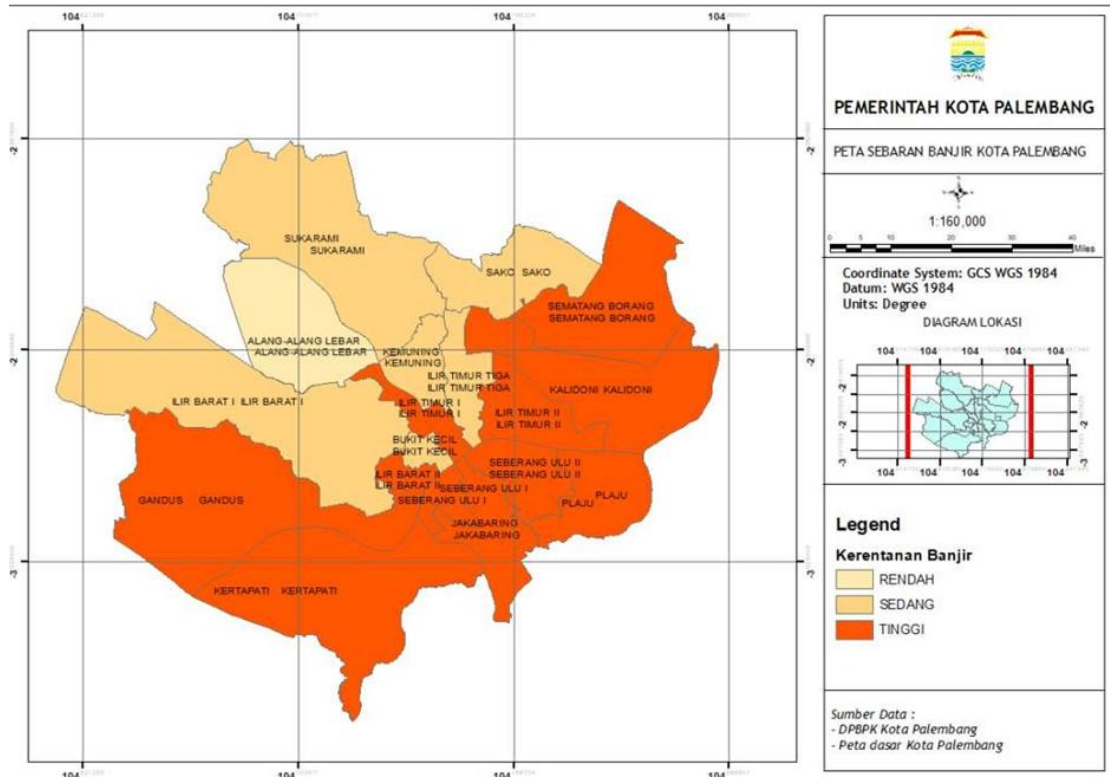 104 104 104 104
-2
-2
-3
SUKARAMI
SUKARAMI
SAKO SAKO
SEMATANG BORANG
SEMATANG BORANG
ALANG-ALANG LEBAR
ALANG-ALANG LEBAR
KEMUNING
KEMUNING
ILIR TIMUR TIGA
ILIR TIMUR TIGA
KALIDONI KALIDONI
ILIR BARAT I ILIR BARAT I
ILIR TIMUR I
ILIR TIMUR I
ILIR TIMUR II
ILIR TIMUR II
BUKIT KECIL
BUKIT KECIL
SEBERANG ULU II
SEBERANG ULU II
ILIR BARAT II
ILIR BARAT II
SEBERANG ULU I
SEBERANG ULU I
GANDUS GANDUS
PLAJU
PLAJU
JAKABARING
JAKABARING
KERTAPATI KERTAPATI
-2
-2
-3
104 104 104 104
PEMERINTAH KOTA PALEMBANG
PETA SEBARAN BANJIR KOTA PALEMBANG
1:160,000
0 5 10 20 30 40
Miles
Coordinate System: GCS WGS 1984
Datum: WGS 1984
Units: Degree
DIAGRAM LOKASI
104 104 104 104 104
-2
-2
-2
-2
-3
-2
-2
-2
-2
-3
104 104 104 104 104
Legend
Kerentanan Banjir
RENDAH
SEDANG
TINGGI
Sumber Data :
- DPBPK Kota Palembang
- Peta dasar Kota Palembang